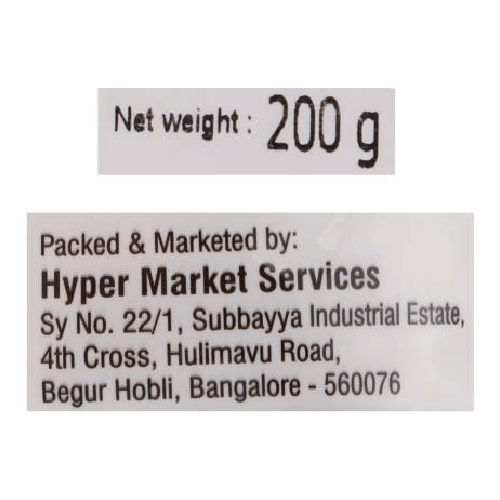 Net weight : 200 g
Packed & Marketed by:
Hyper Market Services
Sy No. 22/1, Subbayya Industrial Estate,
4th Cross, Hulimavu Road,
Begur Hobli, Bangalore - 560076